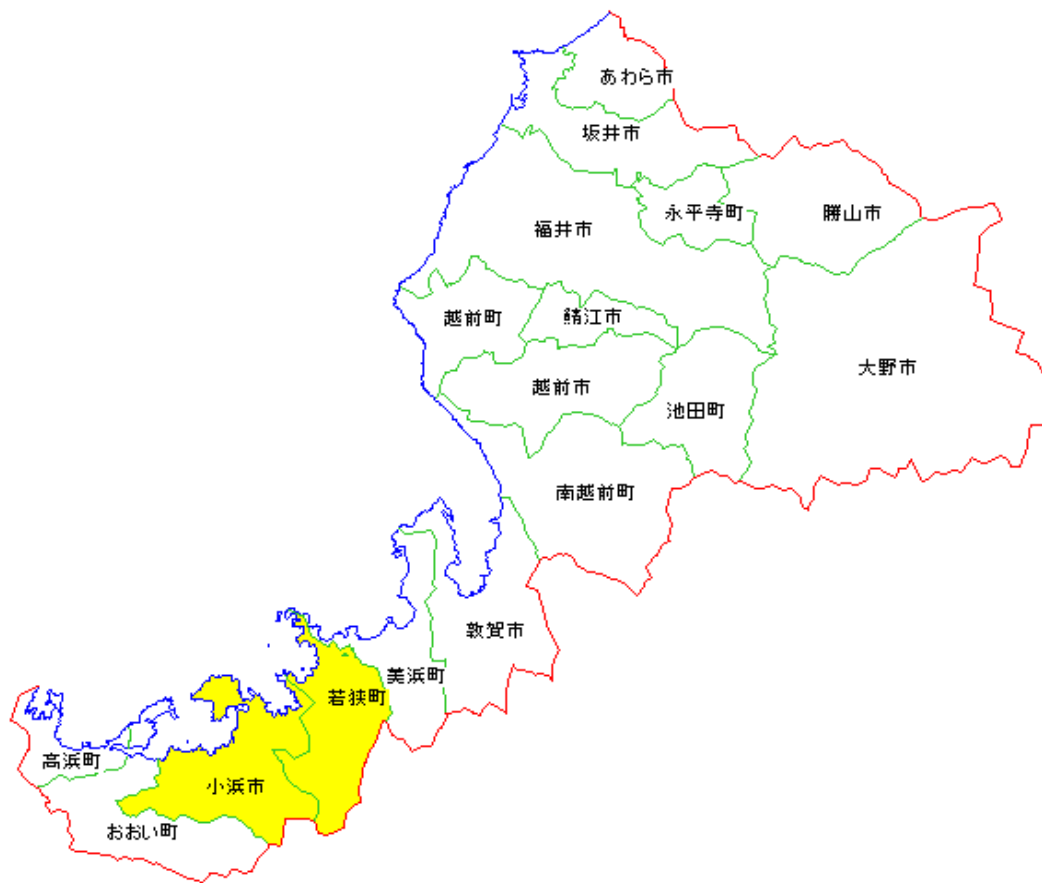 あわら市
坂井市
永平寺町
勝山市
福井市
越前町
鯖江市
大野市
越前市
池田町
南越前町
敦賀市
美浜町
若狭町
高浜町
小浜市
おおい町